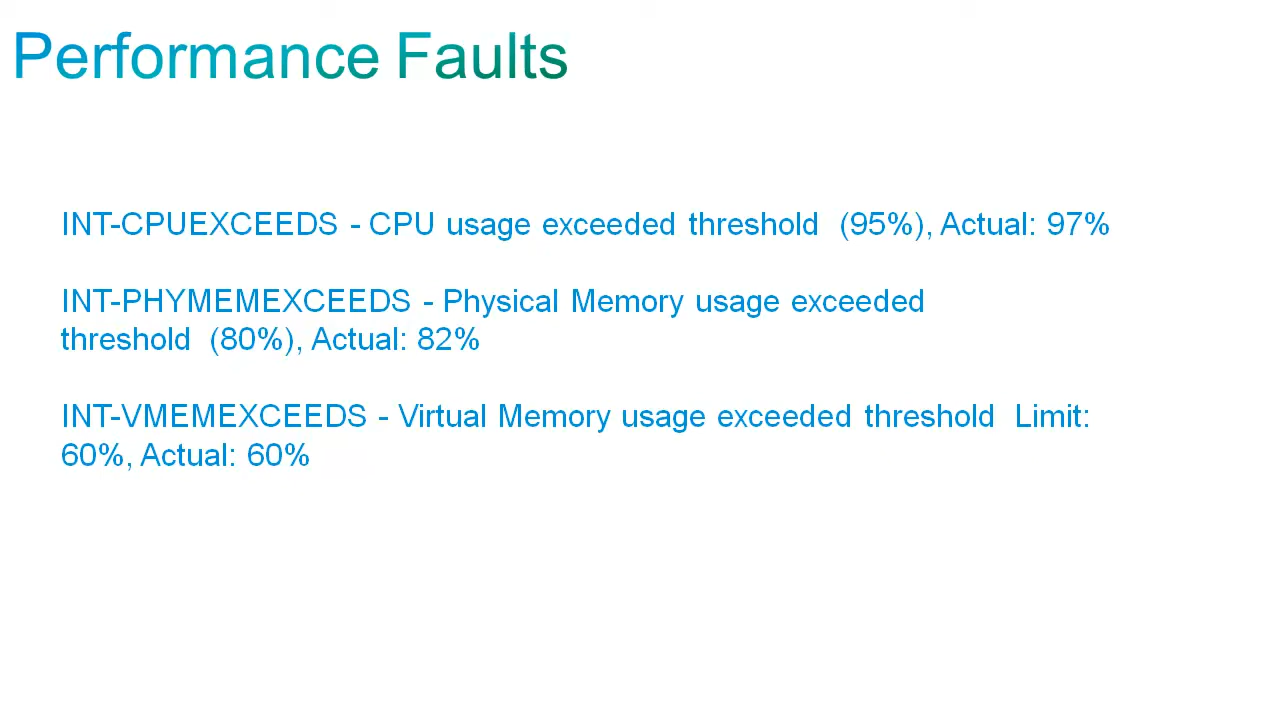 Performance Faults
INT-CPUEXCEEDS - CPU usage exceeded threshold (95%), Actual: 97%
INT-PHYMEMEXCEEDS - Physical Memory usage exceeded
threshold (80%), Actual: 82%
INT-VMEMEXCEEDS - Virtual Memory usage exceeded threshold Limit:
60%, Actual: 60%